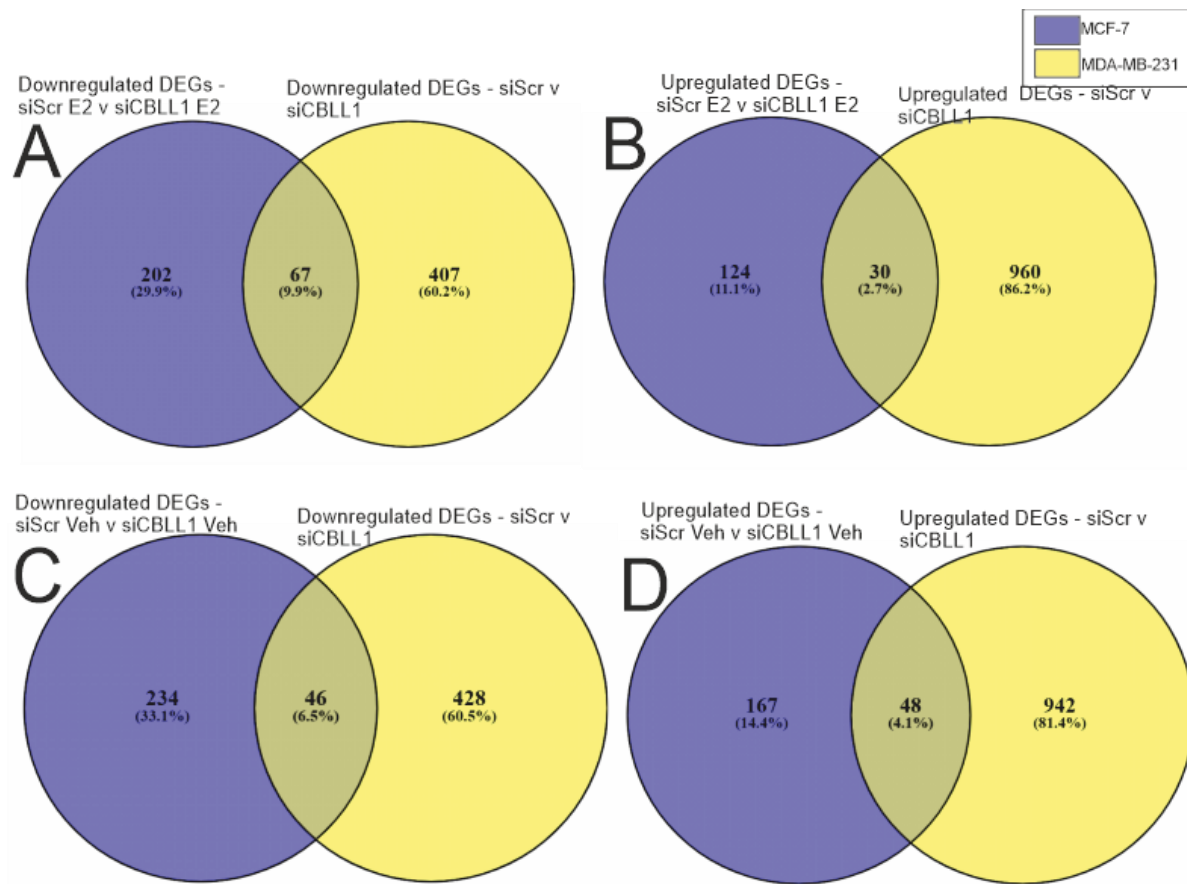 MCF-7
MDA-MB-231
Downregulated DEGs -
siScr E2 v siCBLL1 E2
Downregulated DEGs - siScr v
siCBLL1
A
202
(29.9%)
67
(9.9%)
407
(60.2%)
Upregulated DEGs -
siScr E2 v siCBLL1 E2
Upregulated DEGs - siScr v
siCBLL1
B
124
(11.1%)
30
(2.7%)
960
(86.2%)
Downregulated DEGs -
siScr Veh v siCBLL1 Veh
Downregulated DEGs - siScr v
siCBLL1
C
234
(33.1%)
46
(6.5%)
428
(60.5%)
Upregulated DEGs -
siScr Veh v siCBLL1 Veh
Upregulated DEGs - siScr v
siCBLL1
D
167
(14.4%)
48
(4.1%)
942
(81.4%)